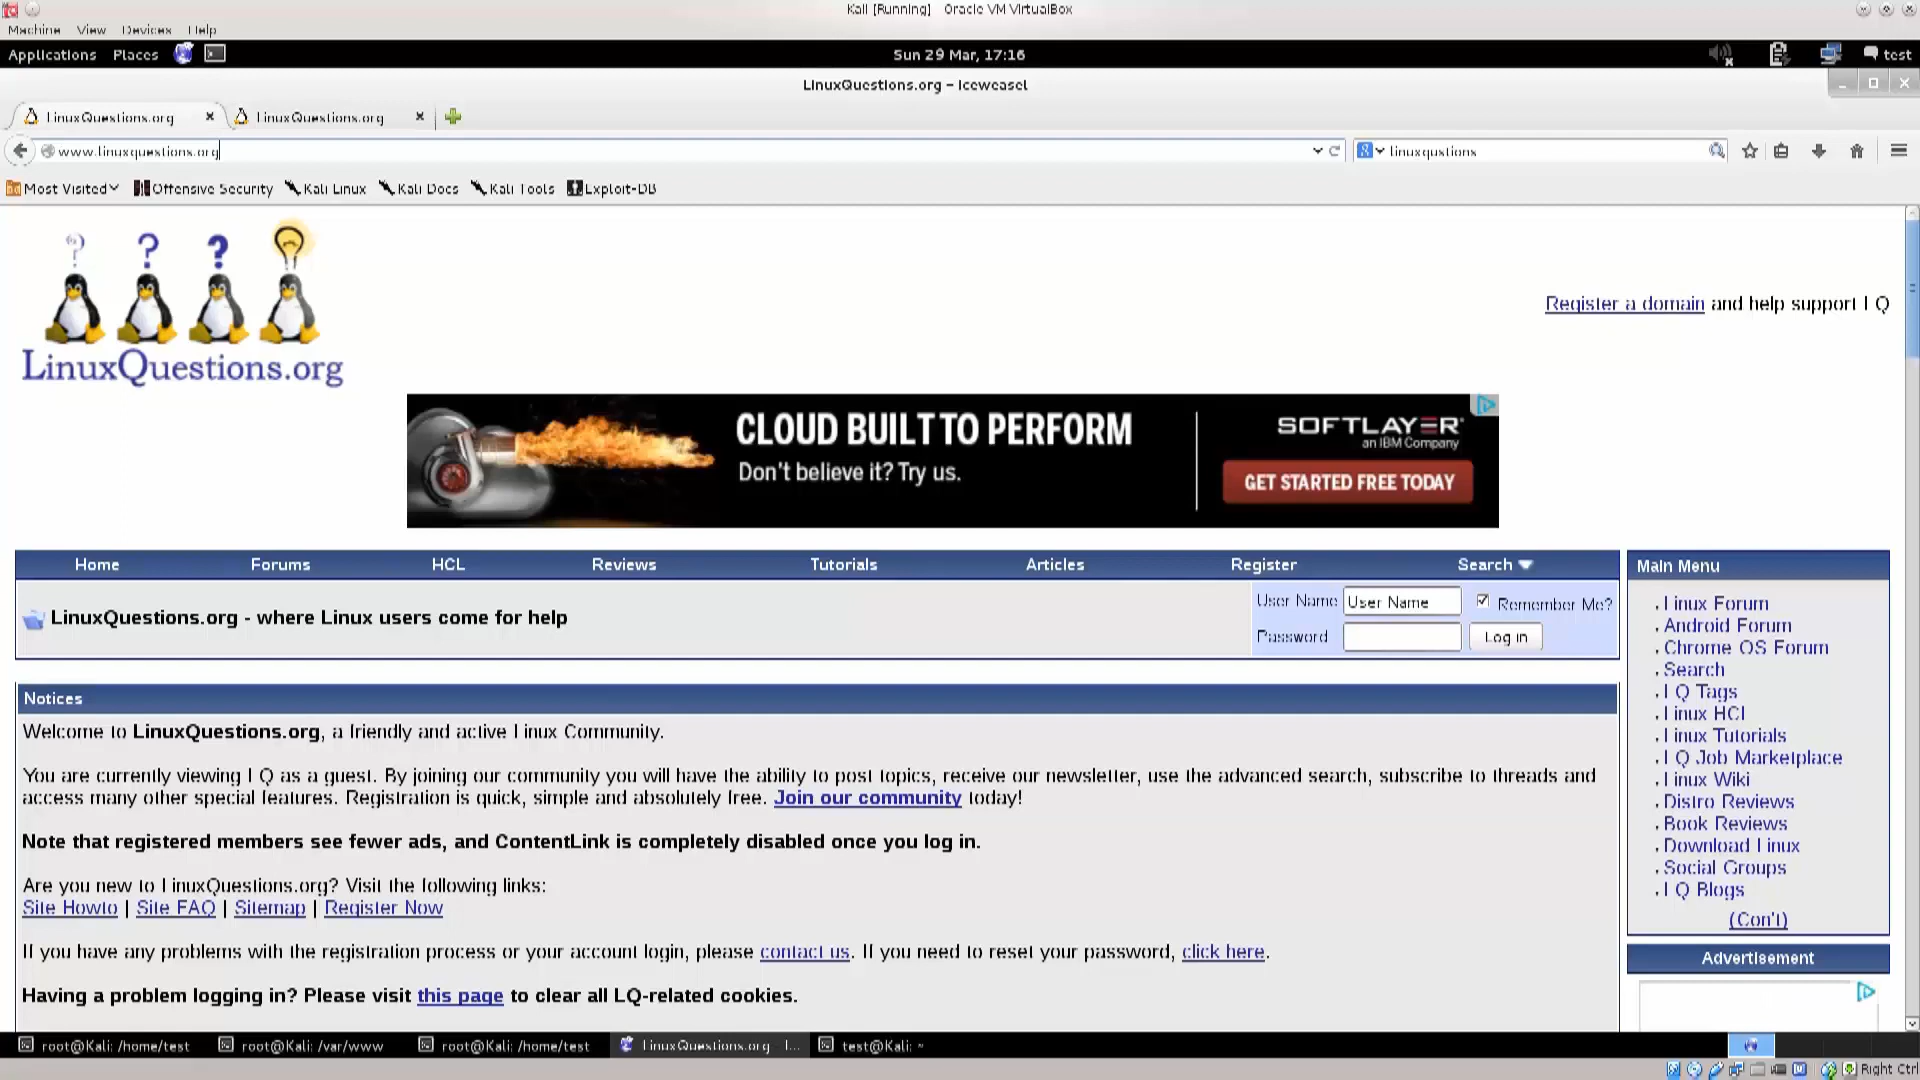 Kali [Running] - Oracle VM VirtualBox
Machine View Devices Help
Applications Places
Sun 29 Mar, 17:16
test
LinuxQuestions.org - Iceweasel
LinuxQuestions.org
LinuxQuestions.org
www.linuxquestions.org
linuxqustions
Most Visited
Offensive Security
Kali Linux
Kali Docs
Kali Tools
Exploit-DB
? ? ?
LinuxQuestions.org
Register a domain and help support LQ
CLOUD BUILT TO PERFORM
Don't believe it? Try us.
SOFTLAYER
an IBM Company
GET STARTED FREE TODAY
Home Forums HCL Reviews Tutorials Articles Register Search
LinuxQuestions.org - where Linux users come for help
User Name User Name Remember Me?
Password Log in
Notices
Welcome to LinuxQuestions.org, a friendly and active Linux Community.
You are currently viewing LQ as a guest. By joining our community you will have the ability to post topics, receive our newsletter, use the advanced search, subscribe to threads and
access many other special features. Registration is quick, simple and absolutely free. Join our community today!
Note that registered members see fewer ads, and ContentLink is completely disabled once you log in.
Are you new to LinuxQuestions.org? Visit the following links:
Site Howto | Site FAQ | Sitemap | Register Now
If you have any problems with the registration process or your account login, please contact us. If you need to reset your password, click here.
Having a problem logging in? Please visit this page to clear all LQ-related cookies.
Main Menu
Linux Forum
Android Forum
Chrome OS Forum
Search
LQ Tags
Linux HCL
Linux Tutorials
LQ Job Marketplace
Linux Wiki
Distro Reviews
Book Reviews
Download Linux
Social Groups
LQ Blogs
(Con't)
Advertisement
root@Kali: /home/test
root@Kali: /var/www
root@Kali: /home/test
LinuxQuestions.org - I...
test@Kali: ~
Right Ctrl